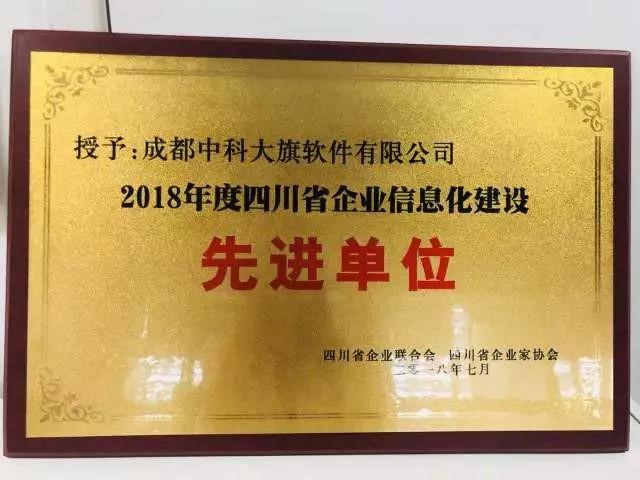 授予:成都中科大旗软件有限公司
2018年度四川省企业信息化建设
先进单位
四川省企业联合会 四川省企业家协会
二〇一八年七月